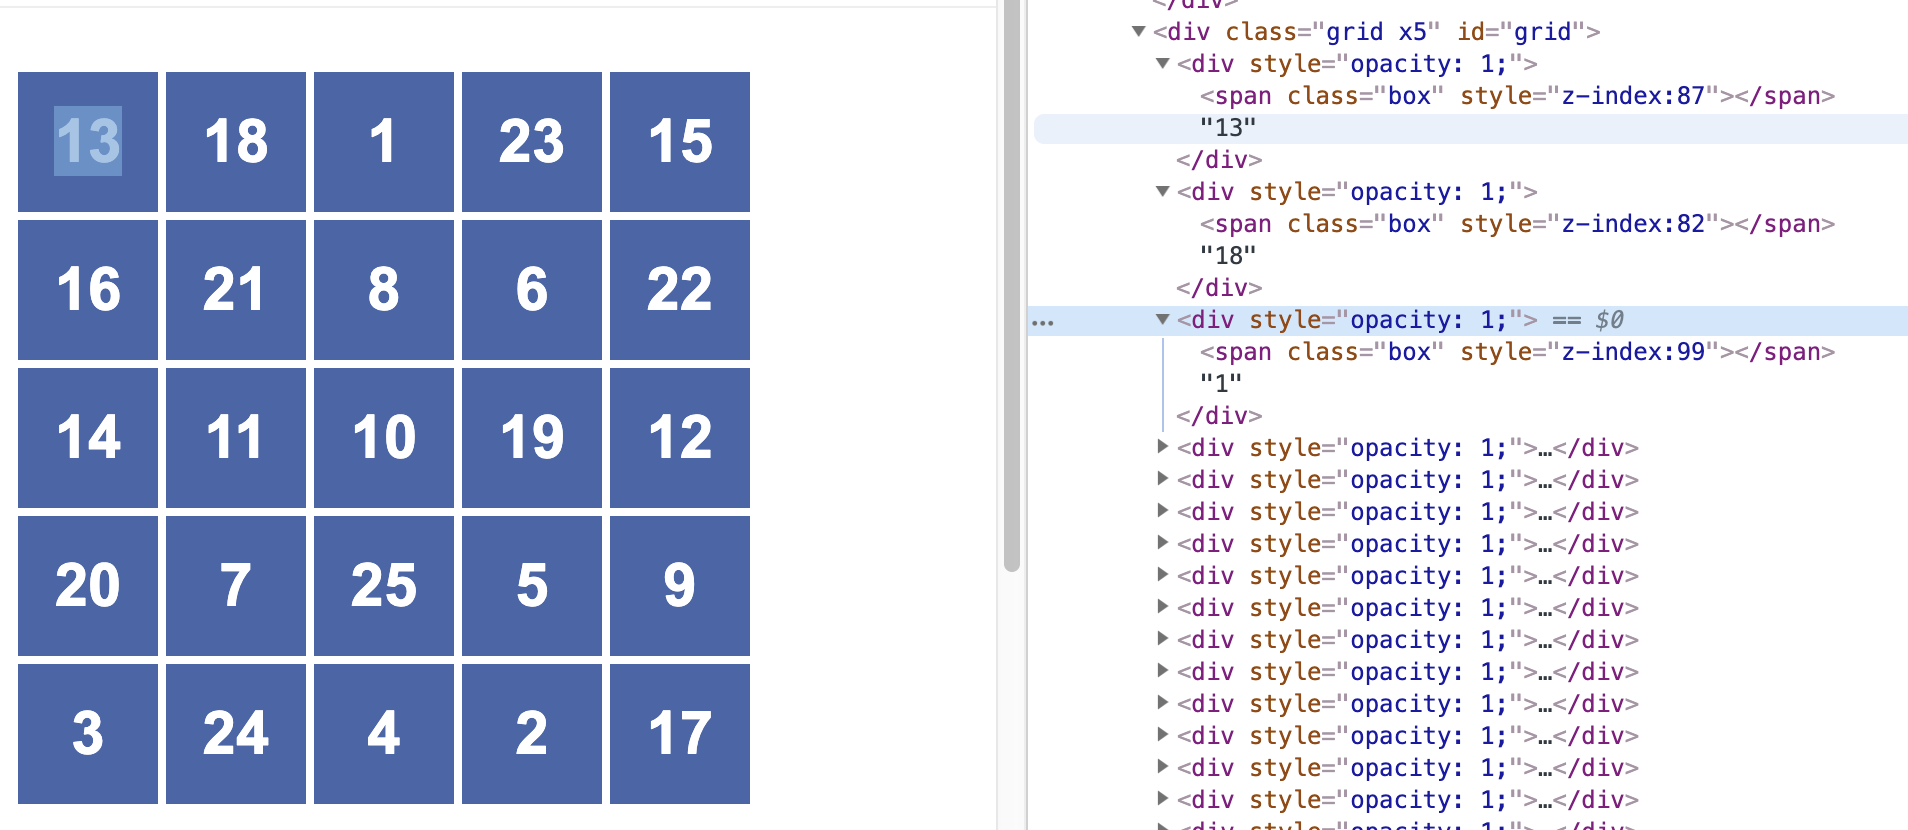 13 18 1 23 15
16 21 8 6 22
14 11 10 19 12
20 7 25 5 9
3 24 4 2 17
</div>
<div class="grid x5" id="grid">
<div style="opacity: 1;">
<span class="box" style="z-index:87"></span>
"13"
</div>
<div style="opacity: 1;">
<span class="box" style="z-index:82"></span>
"18"
</div>
… <div style="opacity: 1;"> == $0
<span class="box" style="z-index:99"></span>
"1"
</div>
<div style="opacity: 1;">…</div>
<div style="opacity: 1;">…</div>
<div style="opacity: 1;">…</div>
<div style="opacity: 1;">…</div>
<div style="opacity: 1;">…</div>
<div style="opacity: 1;">…</div>
<div style="opacity: 1;">…</div>
<div style="opacity: 1;">…</div>
<div style="opacity: 1;">…</div>
<div style="opacity: 1;">…</div>
<div style="opacity: 1;">…</div>
<div style="opacity: 1;">…</div>